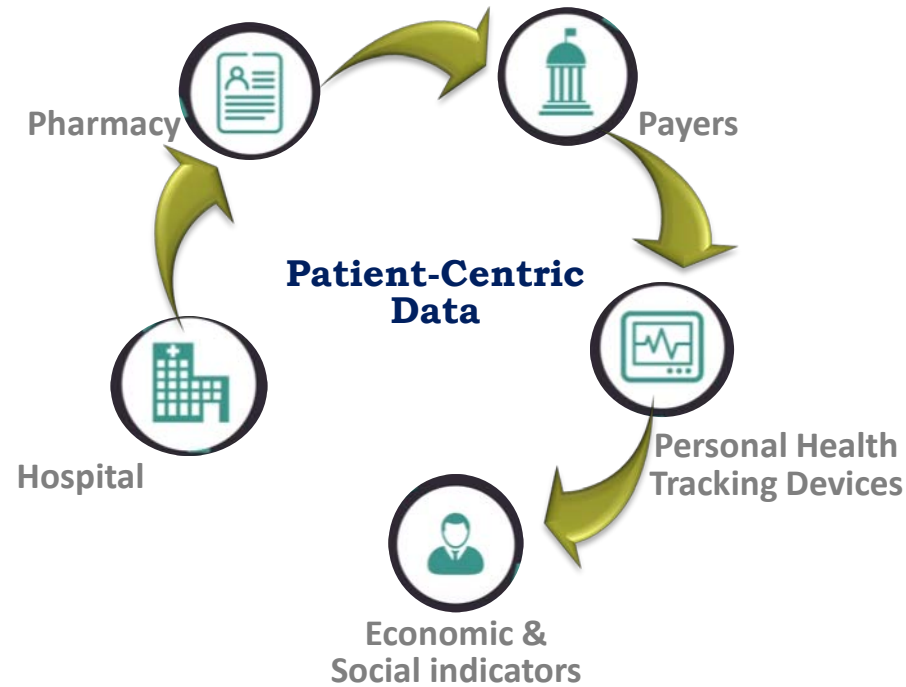 Pharmacy
Payers
Patient-Centric
Data
Personal Health
Tracking Devices
Hospital
Economic &
Social indicators